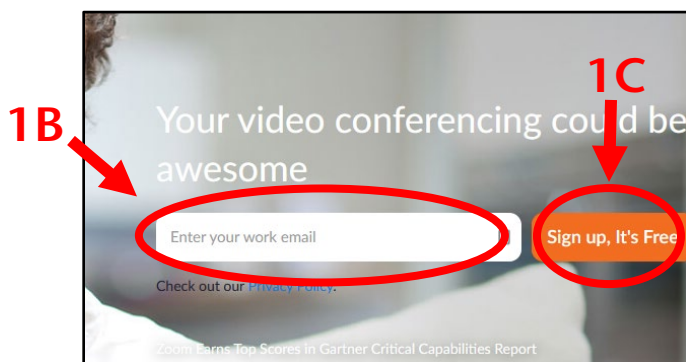 1B
1C
Your video conferencing could be
awesome
Enter your work email
Sign up, It's Free
Check out our Privacy Policy.
Zoom Earns Top Scores in Gartner Critical Capabilities Report